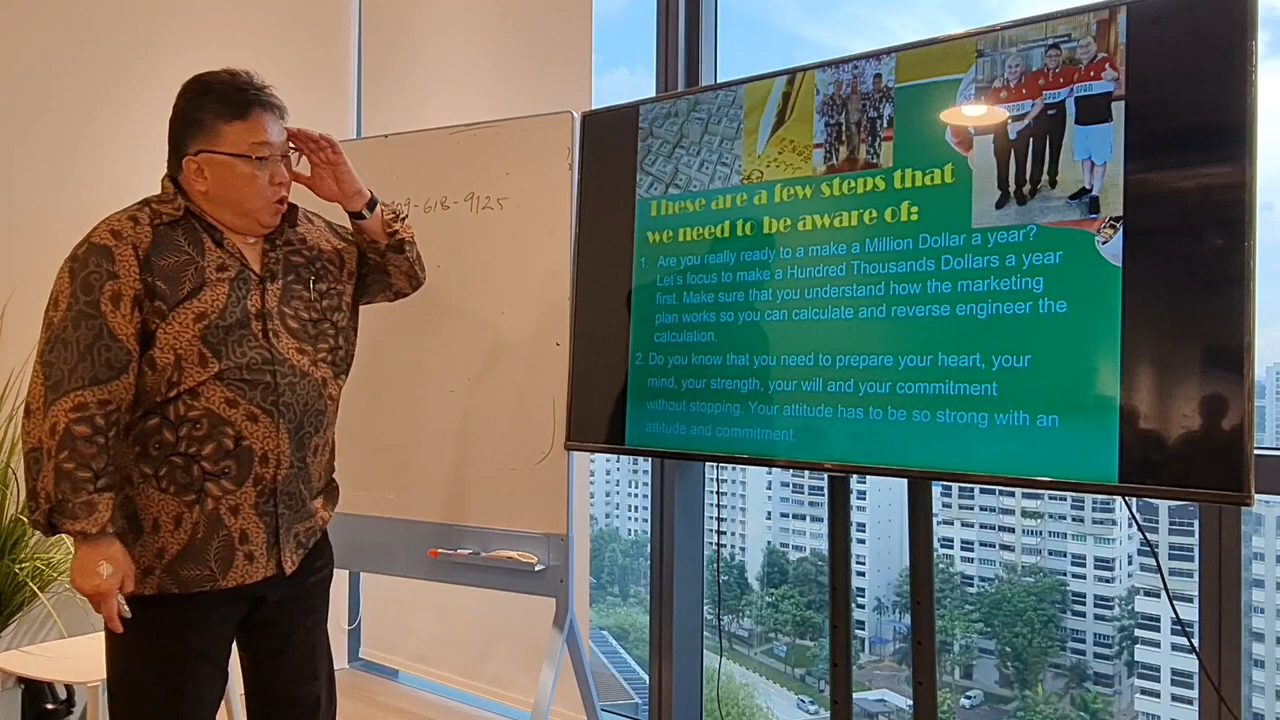 -618-9125
These are a few steps that
we need to be aware of:
1. Are you really ready to a make a Million Dollar a year?
Let's focus to make a Hundred Thousands Dollars a year
first. Make sure that you understand how the marketing
plan works so you can calculate and reverse engineer the
calculation.
2. Do you know that you need to prepare your heart, your
mind, your strength, your will and your commitment
without stopping. Your attitude has to be so strong with an
attitude and commitment.